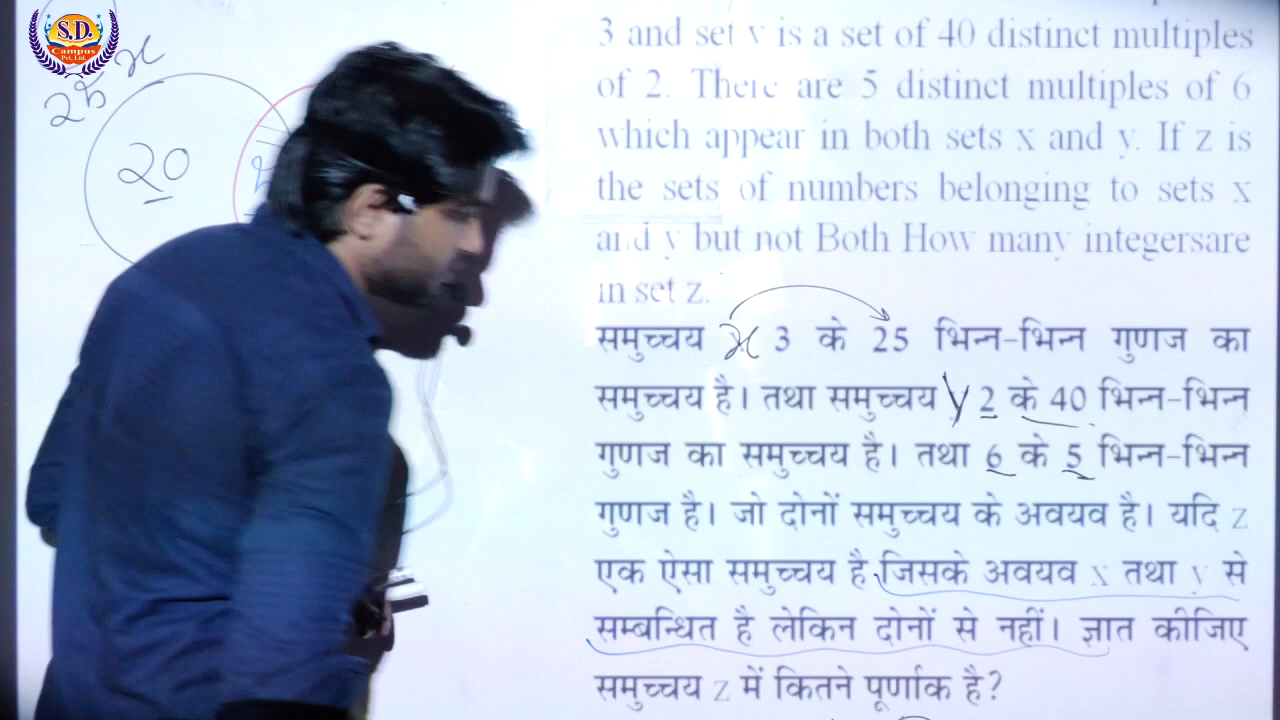 S.D.
Campus
Pvt. Ltd.
x
25
20
3 and set y is a set of 40 distinct multiples
of 2. There are 5 distinct multiples of 6
which appear in both sets x and y. If z is
the sets of numbers belonging to sets x
and y but not Both How many integersare
in set z.
समुच्चय x 3 के 25 भिन्न-भिन्न गुणज का
समुच्चय है। तथा समुच्चय y 2 के 40 भिन्न-भिन्न
गुणज का समुच्चय है। तथा 6 के 5 भिन्न-भिन्न
गुणज है। जो दोनों समुच्चय के अवयव है। यदि z
एक ऐसा समुच्चय है जिसके अवयव x तथा y से
सम्बन्धित है लेकिन दोनों से नहीं। ज्ञात कीजिए
समुच्चय z में कितने पूर्णाक है?